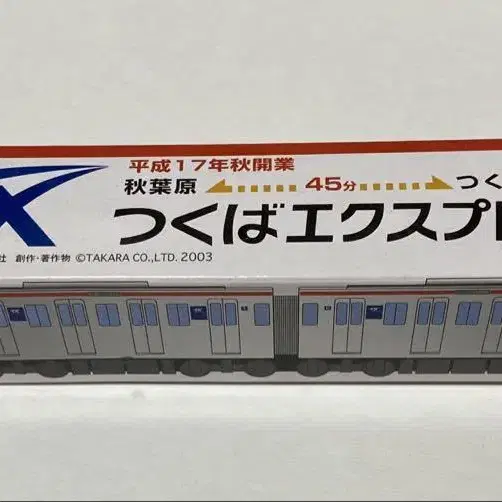 平成17年秋開業
秋葉原 45分 つく
つくばエクスプ
社 創作・著作物 ©TAKARA CO.,LTD. 2003